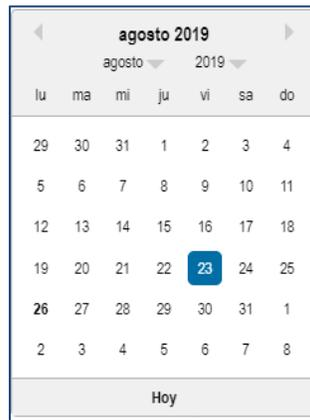 agosto 2019
agosto 2019
lu ma mi ju vi sa do
29 30 31 1 2 3 4
5 6 7 8 9 10 11
12 13 14 15 16 17 18
19 20 21 22 23 24 25
26 27 28 29 30 31 1
2 3 4 5 6 7 8
Hoy